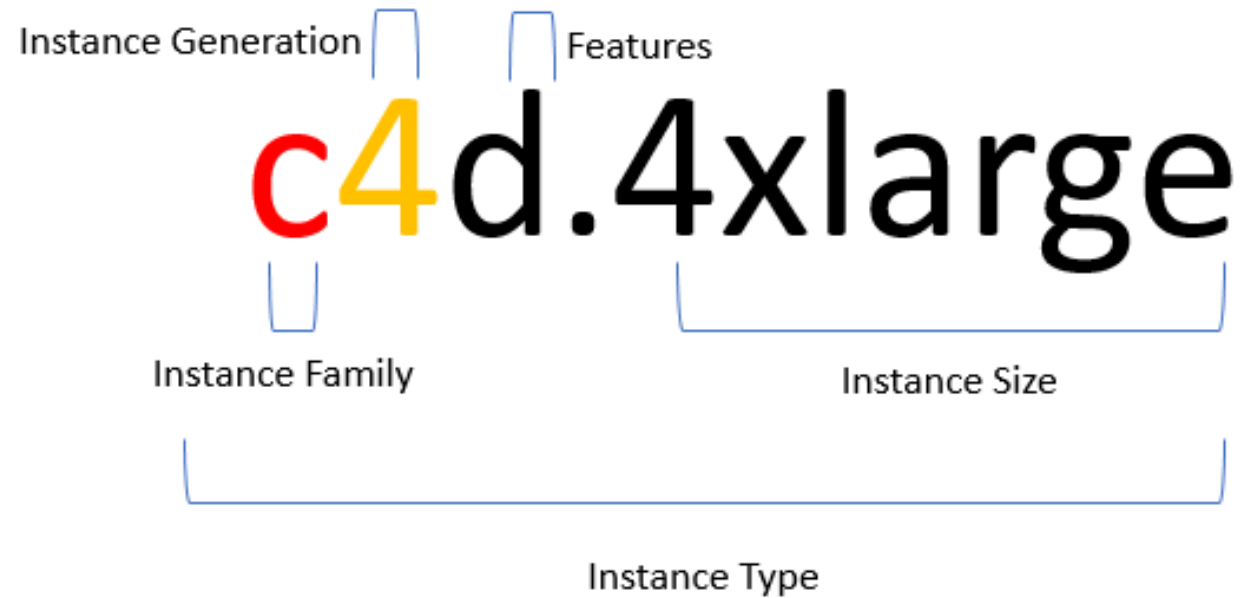 Instance Generation
Features
c4d.4xlarge
Instance Family
Instance Size
Instance Type